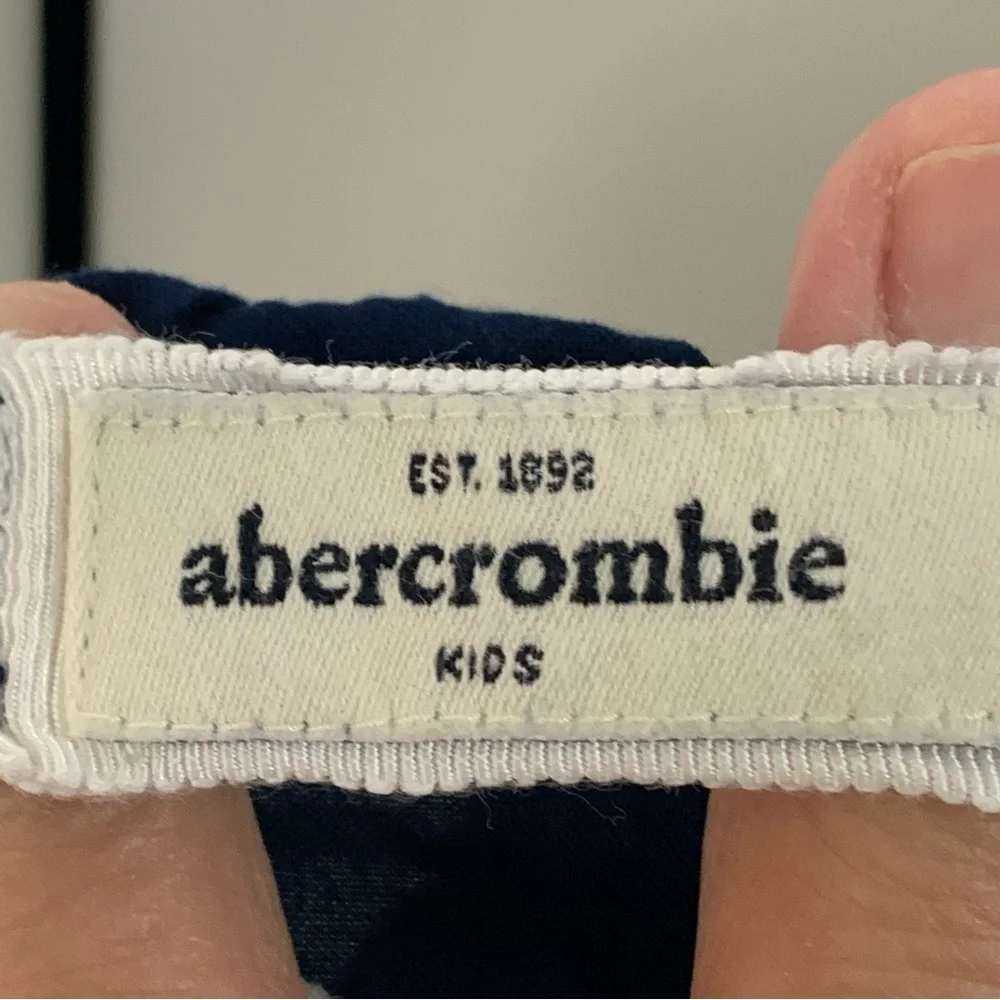 EST. 1892
abercrombie
KIDS